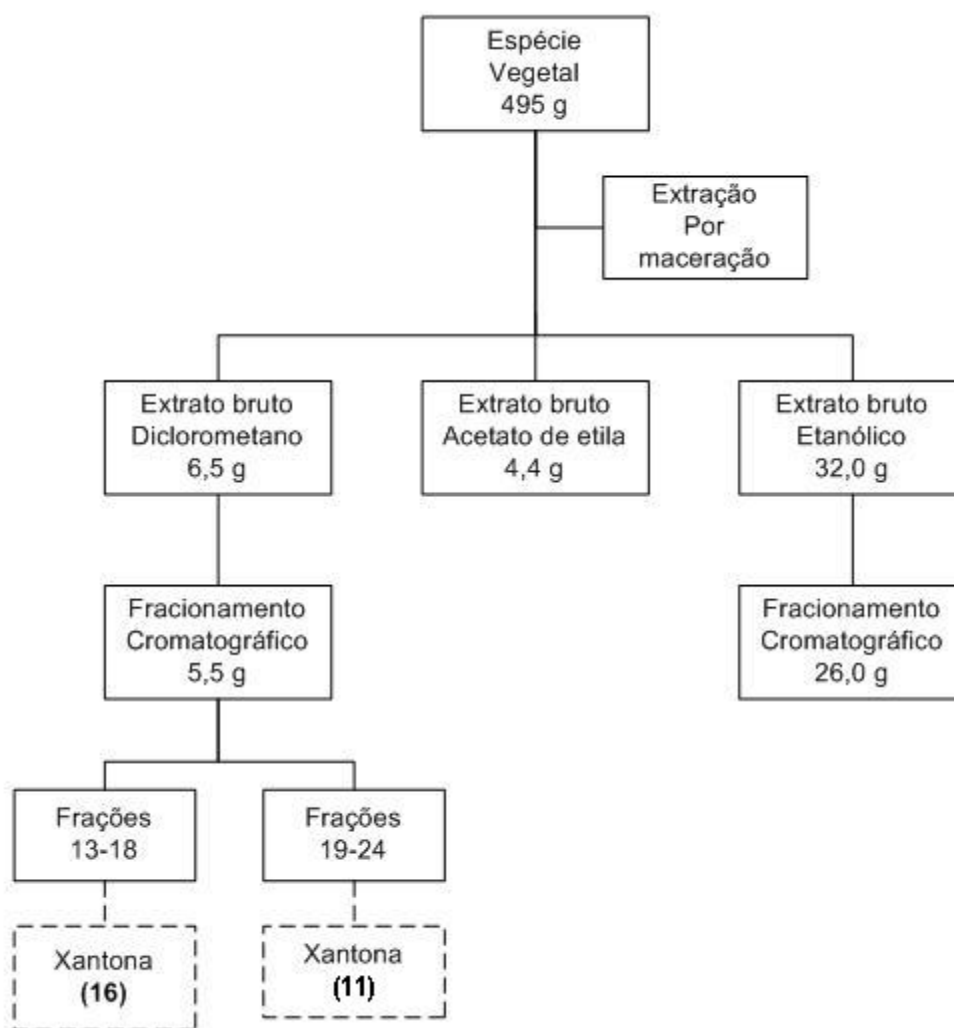 Espécie
Vegetal
495 g
Extração
Por
maceração
Extrato bruto
Diclorometano
6,5 g
Extrato bruto
Acetato de etila
4,4 g
Extrato bruto
Etanólico
32,0 g
Fracionamento
Cromatográfico
5,5 g
Fracionamento
Cromatográfico
26,0 g
Frações
13-18
Frações
19-24
Xantona
(16)
Xantona
(11)